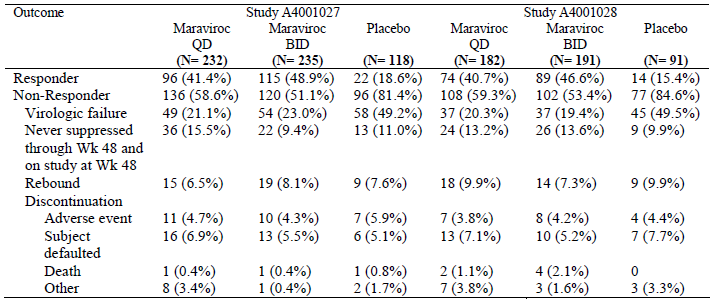 Outcome Study A4001027 Study A4001028
Maraviroc Maraviroc Placebo Maraviroc Maraviroc Placebo
QD BID QD BID
(N= 232) (N= 235) (N= 118) (N= 182) (N= 191) (N= 91)
Responder 96 (41.4%) 115 (48.9%) 22 (18.6%) 74 (40.7%) 89 (46.6%) 14 (15.4%)
Non-Responder 136 (58.6%) 120 (51.1%) 96 (81.4%) 108 (59.3%) 102 (53.4%) 77 (84.6%)
Virologic failure 49 (21.1%) 54 (23.0%) 58 (49.2%) 37 (20.3%) 37 (19.4%) 45 (49.5%)
Never suppressed 36 (15.5%) 22 (9.4%) 13 (11.0%) 24 (13.2%) 26 (13.6%) 9 (9.9%)
through Wk 48 and
on study at Wk 48
Rebound 15 (6.5%) 19 (8.1%) 9 (7.6%) 18 (9.9%) 14 (7.3%) 9 (9.9%)
Discontinuation
Adverse event 11 (4.7%) 10 (4.3%) 7 (5.9%) 7 (3.8%) 8 (4.2%) 4 (4.4%)
Subject 16 (6.9%) 13 (5.5%) 6 (5.1%) 13 (7.1%) 10 (5.2%) 7 (7.7%)
defaulted
Death 1 (0.4%) 1 (0.4%) 1 (0.8%) 2 (1.1%) 4 (2.1%) 0
Other 8 (3.4%) 1 (0.4%) 2 (1.7%) 7 (3.8%) 3 (1.6%) 3 (3.3%)